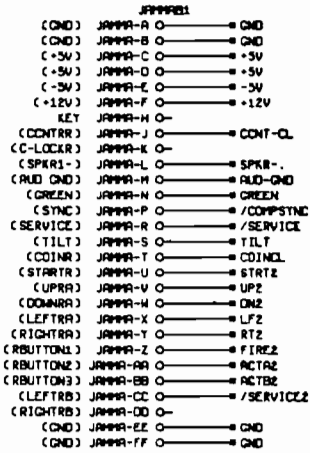 JAMMAB1
(GND) JAMMA-A GND
(GND) JAMMA-B GND
(+5V) JAMMA-C +5V
(+5V) JAMMA-D +5V
(-5V) JAMMA-E -5V
(+12V) JAMMA-F +12V
KEY JAMMA-H
(CCNTRR) JAMMA-J CCNT-CL
(C-LOCKR) JAMMA-K
(SPKR1-) JAMMA-L SPKR-.
(AUD GND) JAMMA-M AUD-GND
(GREEN) JAMMA-N GREEN
(SYNC) JAMMA-P /COMPSYNC
(SERVICE) JAMMA-R /SERVICE
(TILT) JAMMA-S TILT
(COINR) JAMMA-T COINCL
(STARTR) JAMMA-U STRT2
(UPRA) JAMMA-V UP2
(DOWNRA) JAMMA-W DN2
(LEFTRA) JAMMA-X LF2
(RIGHTRA) JAMMA-Y RT2
(RBUTTON1) JAMMA-Z FIRE2
(RBUTTON2) JAMMA-AA ACTA2
(RBUTTON3) JAMMA-BB ACTB2
(LEFTRB) JAMMA-CC /SERVICE2
(RIGHTRB) JAMMA-DD
(GND) JAMMA-EE GND
(GND) JAMMA-FF GND